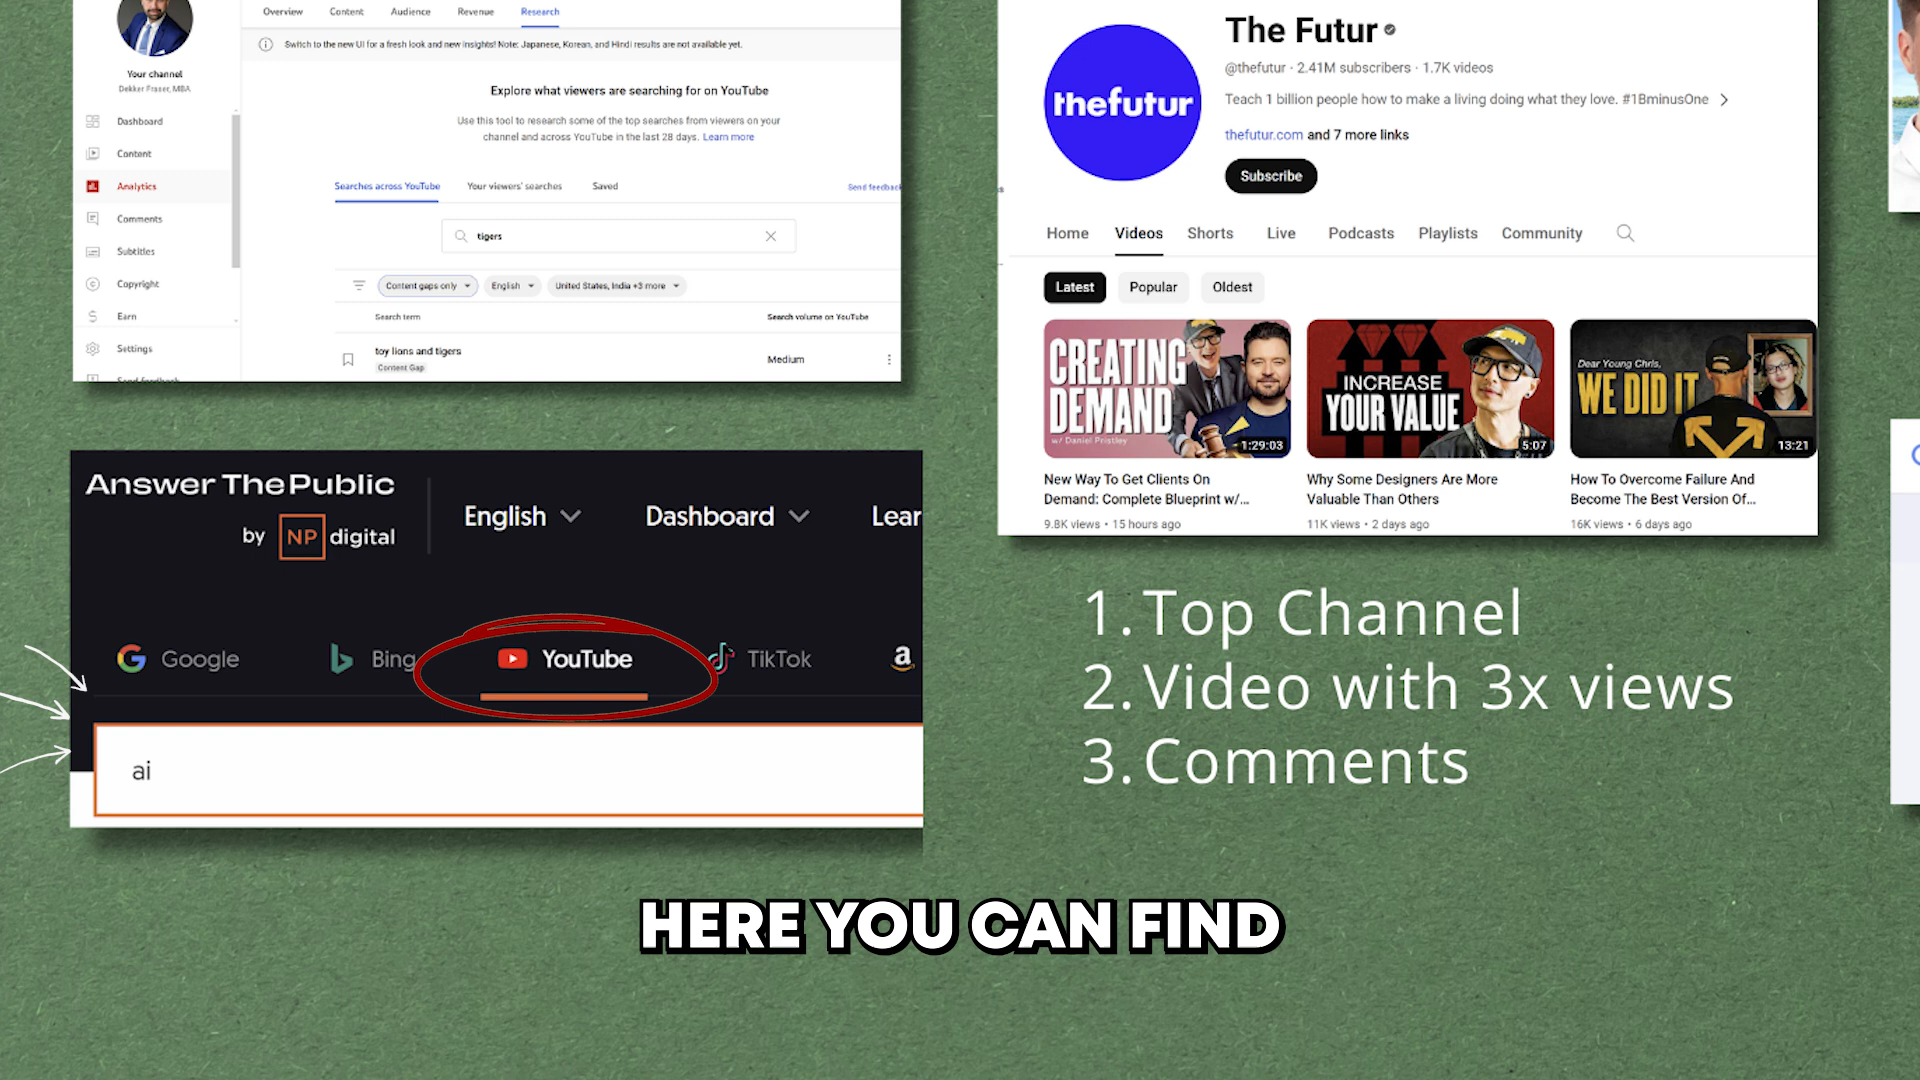 Overview Content Audience Revenue Research
Switch to the new UI for a fresh look and new insights! Note: Japanese, Korean, and Hindi results are not available yet.
Your channel
Dekker Fraser, MBA
Dashboard
Content
Analytics
Comments
Subtitles
Copyright
Earn
Settings
Send feedback
Explore what viewers are searching for on YouTube
Use this tool to research some of the top searches from viewers on your
channel and across YouTube in the last 28 days. Learn more
Searches across YouTube Your viewers' searches Saved Send feedback
tigers
Content gaps only English United States, India +3 more
Search term Search volume on YouTube
toy lions and tigers
Content Gap
Medium
The Futur
thefutur
@thefutur · 2.41M subscribers · 1.7K videos
Teach 1 billion people how to make a living doing what they love. #1BminusOne
thefutur.com and 7 more links
Subscribe
Home Videos Shorts Live Podcasts Playlists Community
Latest Popular Oldest
CREATING
DEMAND
w/ Daniel Pristley
1:29:03
New Way To Get Clients On
Demand: Complete Blueprint w/...
9.8K views • 15 hours ago
INCREASE
YOUR VALUE
5:07
Why Some Designers Are More
Valuable Than Others
11K views • 2 days ago
Dear Young Chris,
WE DID IT
13:21
How To Overcome Failure And
Become The Best Version Of...
16K views • 6 days ago
Answer The Public
by NP digital
English Dashboard Lear
Google Bing YouTube TikTok
a
ai
1. Top Channel
2. Video with 3x views
3. Comments
HERE YOU CAN FIND